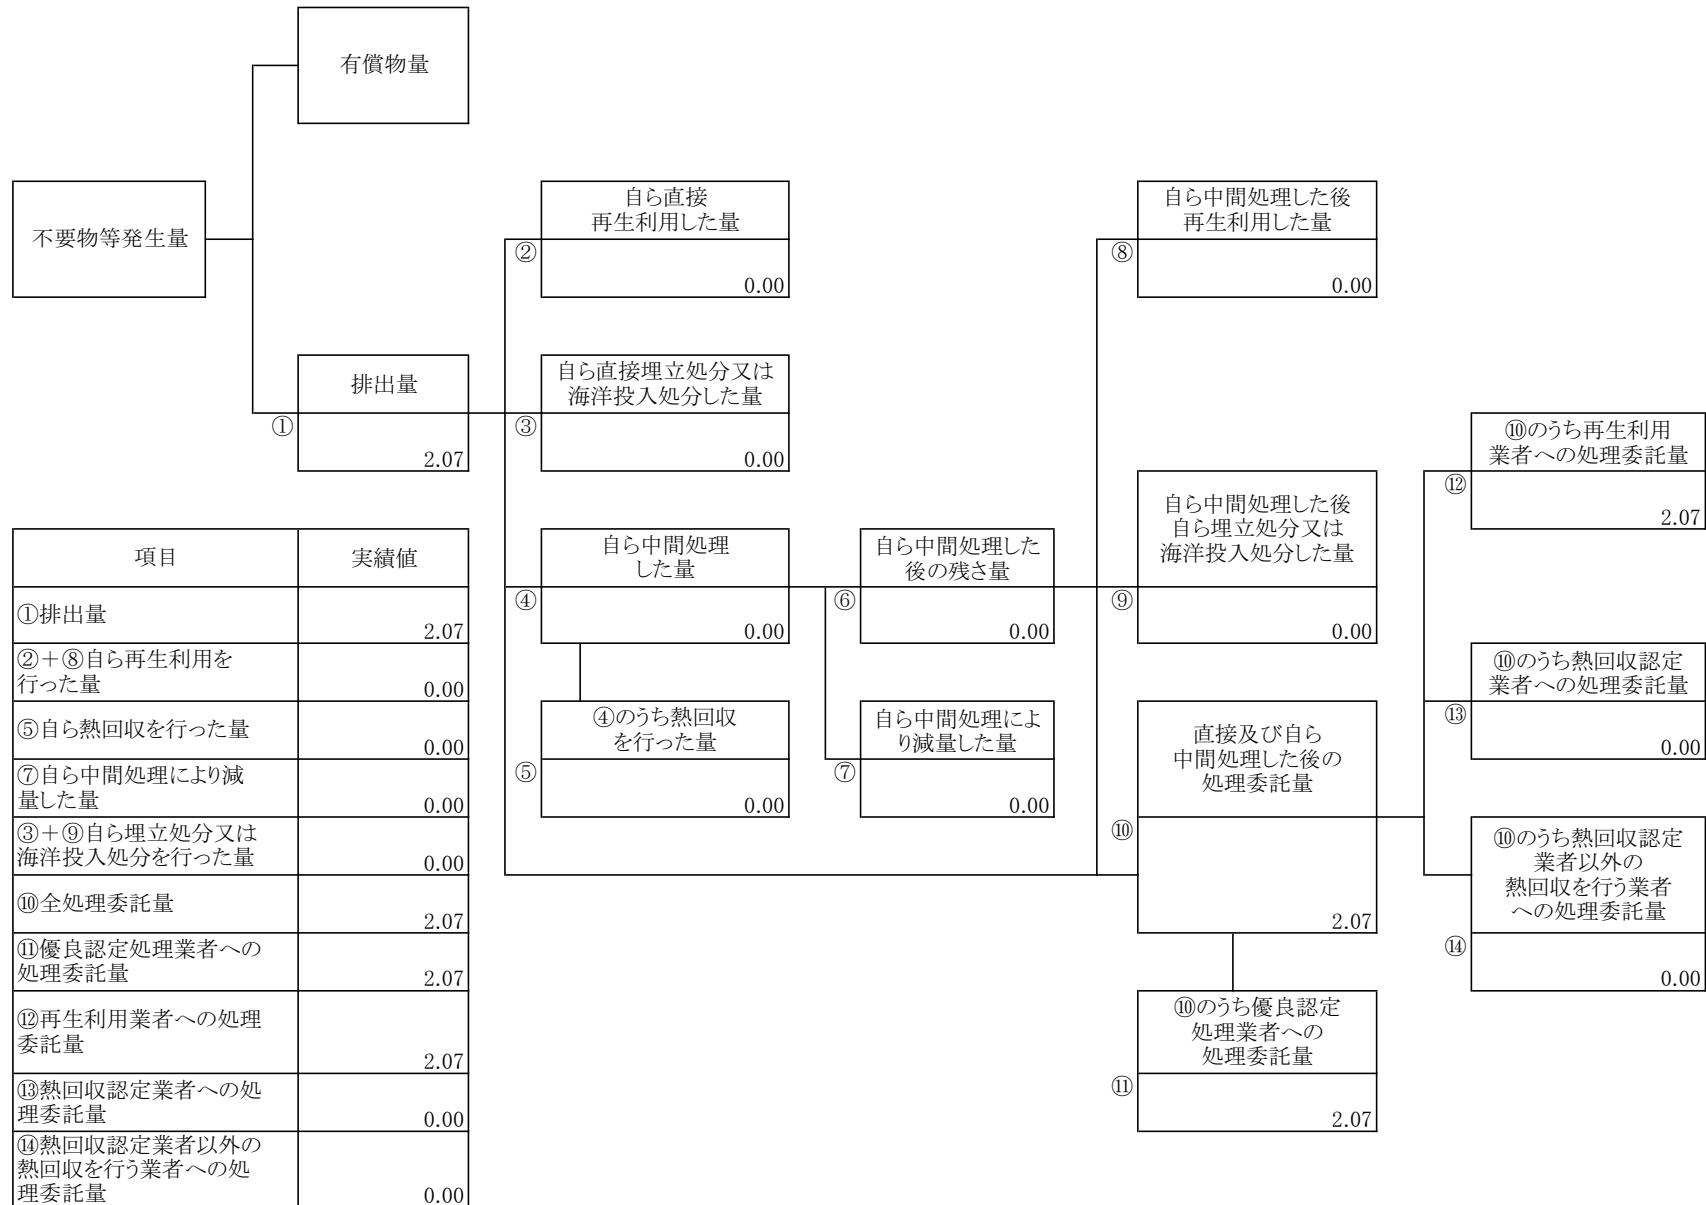 有償物量
不要物等発生量
自ら直接
再生利用した量
②
0.00
自ら中間処理した後
再生利用した量
⑧
0.00
排出量
①
2.07
自ら直接埋立処分又は
海洋投入処分した量
③
0.00
⑩のうち再生利用
業者への処理委託量
⑫
2.07
自ら中間処理
した量
④
0.00
自ら中間処理した
後の残さ量
⑥
0.00
自ら中間処理した後
自ら埋立処分又は
海洋投入処分した量
⑨
0.00
⑩のうち熱回収認定
業者への処理委託量
⑬
0.00
④のうち熱回収
を行った量
⑤
0.00
自ら中間処理によ
り減量した量
⑦
0.00
直接及び自ら
中間処理した後の
処理委託量
⑩
2.07
⑩のうち熱回収認定
業者以外の
熱回収を行う業者
への処理委託量
⑭
0.00
⑩のうち優良認定
処理業者への
処理委託量
⑪
2.07
項目 実績値
①排出量
2.07
②＋⑧自ら再生利用を
行った量
0.00
⑤自ら熱回収を行った量
0.00
⑦自ら中間処理により減
量した量
0.00
③＋⑨自ら埋立処分又は
海洋投入処分を行った量
0.00
⑩全処理委託量
2.07
⑪優良認定処理業者への
処理委託量
2.07
⑫再生利用業者への処理
委託量
2.07
⑬熱回収認定業者への処
理委託量
0.00
⑭熱回収認定業者以外の
熱回収を行う業者への処
理委託量
0.00